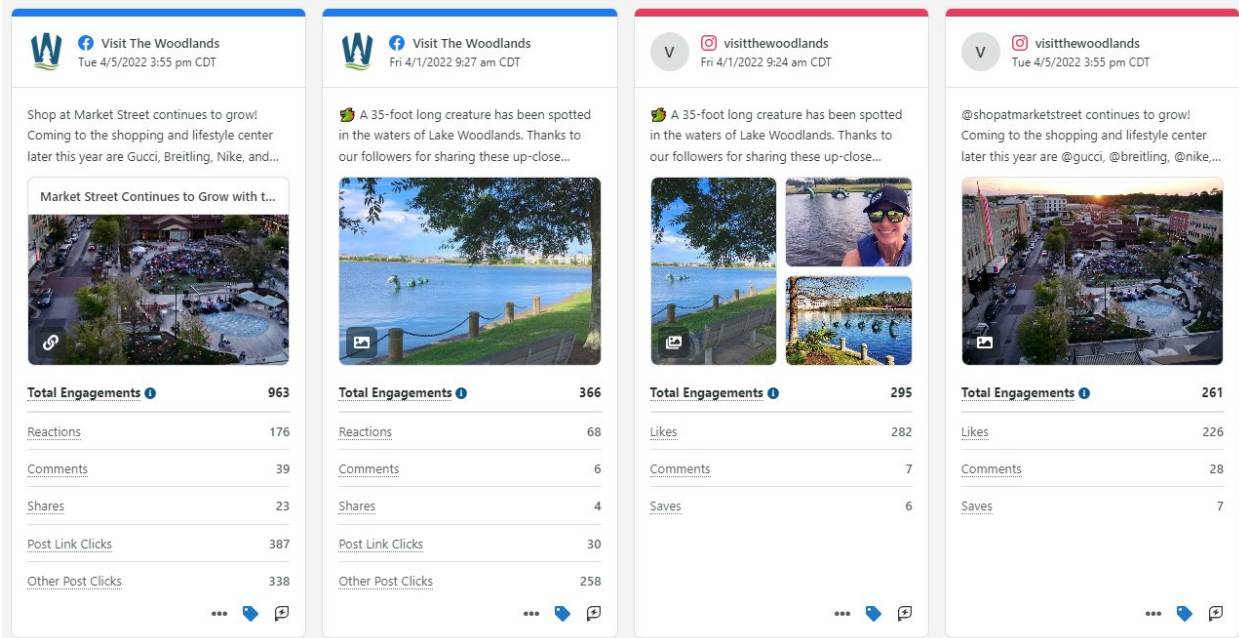 Visit The Woodlands
Tue 4/5/2022 3:55 pm CDT
Shop at Market Street continues to grow!
Coming to the shopping and lifestyle center
later this year are Gucci, Breitling, Nike, and...
Market Street Continues to Grow with t...
Total Engagements 963
Reactions 176
Comments 39
Shares 23
Post Link Clicks 387
Other Post Clicks 338
Visit The Woodlands
Fri 4/1/2022 9:27 am CDT
A 35-foot long creature has been spotted
in the waters of Lake Woodlands. Thanks to
our followers for sharing these up-close...
Total Engagements 366
Reactions 68
Comments 6
Shares 4
Post Link Clicks 30
Other Post Clicks 258
V
visitthewoodlands
Fri 4/1/2022 9:24 am CDT
A 35-foot long creature has been spotted
in the waters of Lake Woodlands. Thanks to
our followers for sharing these up-close...
Total Engagements 295
Likes 282
Comments 7
Saves 6
V
visitthewoodlands
Tue 4/5/2022 3:55 pm CDT
@shopatmarketstreet continues to grow!
Coming to the shopping and lifestyle center
later this year are @gucci, @breitling, @nike,...
Total Engagements 261
Likes 226
Comments 28
Saves 7